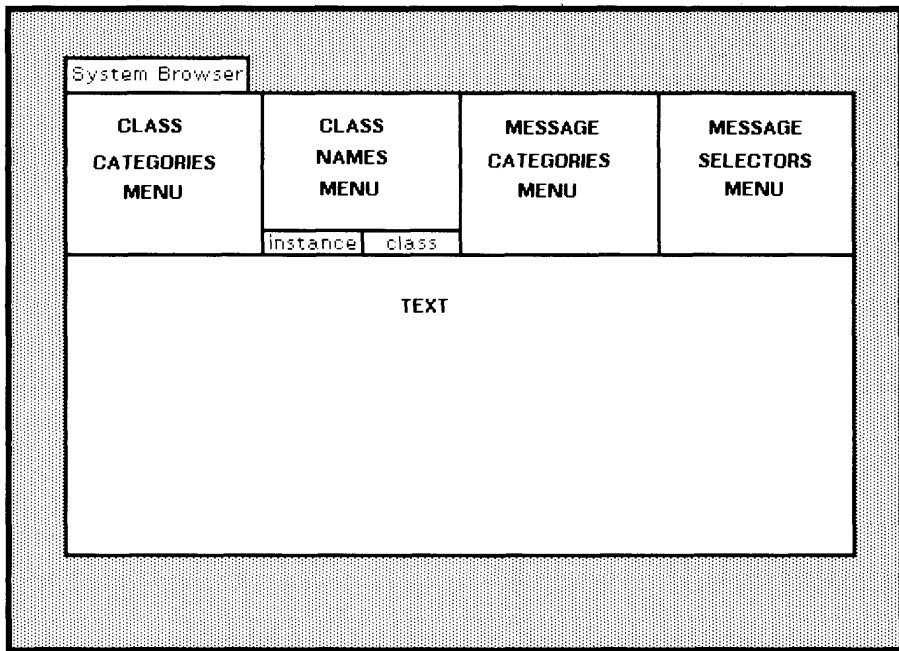 System Browser
CLASS
CATEGORIES
MENU
CLASS
NAMES
MENU
instance
class
MESSAGE
CATEGORIES
MENU
MESSAGE
SELECTORS
MENU
TEXT